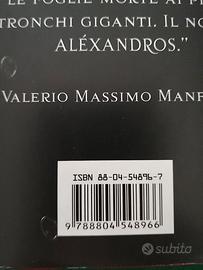 LE FOGLIE MORTE AI PI
TRONCHI GIGANTI. IL NO
ALÉXANDROS."
VALERIO MASSIMO MANF
ISBN 88-04-54896-7
9 788804 548966
subito